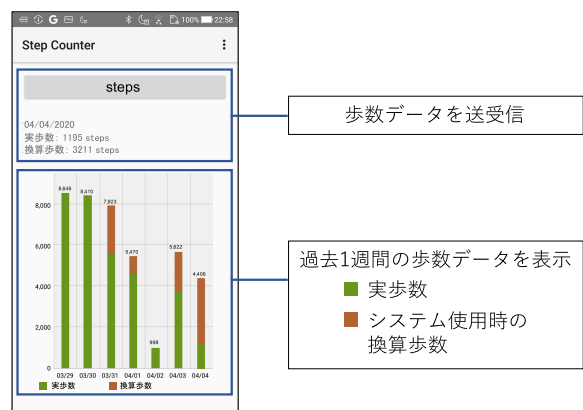 100% 22:58
Step Counter
steps
04/04/2020
実歩数: 1195 steps
換算歩数: 3211 steps
歩数データを送受信
8,546
8,410
7,923
5,470
998
5,622
4,406
8,000
6,000
4,000
2,000
0
03/29 03/30 03/31 04/01 04/02 04/03 04/04
実歩数 換算歩数
過去1週間の歩数データを表示
実歩数
システム使用時の
換算歩数